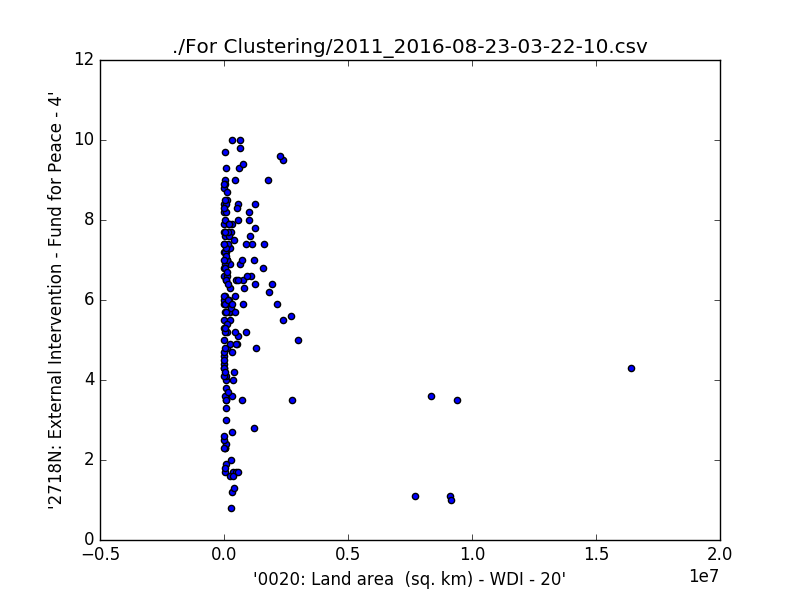 ./For Clustering/2011_2016-08-23-03-22-10.csv
12
10
8
6
4
2
0
'2718N: External Intervention - Fund for Peace - 4'
−0.5 0.0 0.5 1.0 1.5 2.0
1e7
'0020: Land area  (sq. km) - WDI - 20'